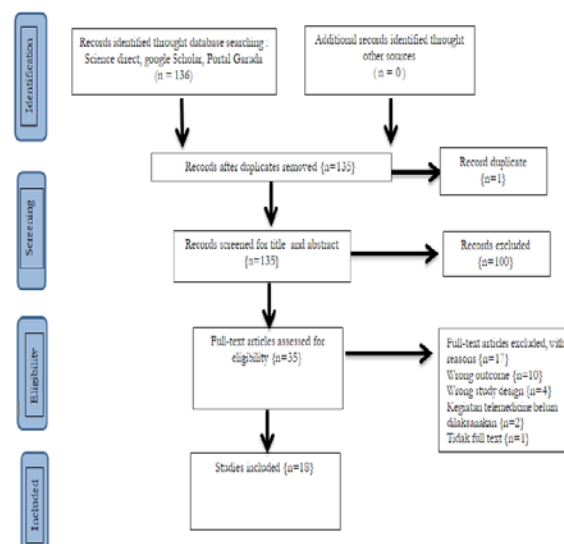 Identification
Records identified throught database searching :
Science direct, google Scholar, Portal Garuda
(n = 136)
Additional records identified throught
other sources
( n = 0 )
Records after duplicates removed {n=135}
Record duplicate
{n=1}
Screening
Records screened for title and abstract
{n=135}
Records excluded
{n=100}
Eligibility
Full-text articles assessed for
eligibility {n=35}
Full-text articles excluded, with
reasons {n=17}
Wrong outcome {n=10}
Wrong study design {n=4}
Kegiatan telemedicine belum
dilaksanakan {n=2}
Tidak full text {n=1}
Included
Studies included {n=18}